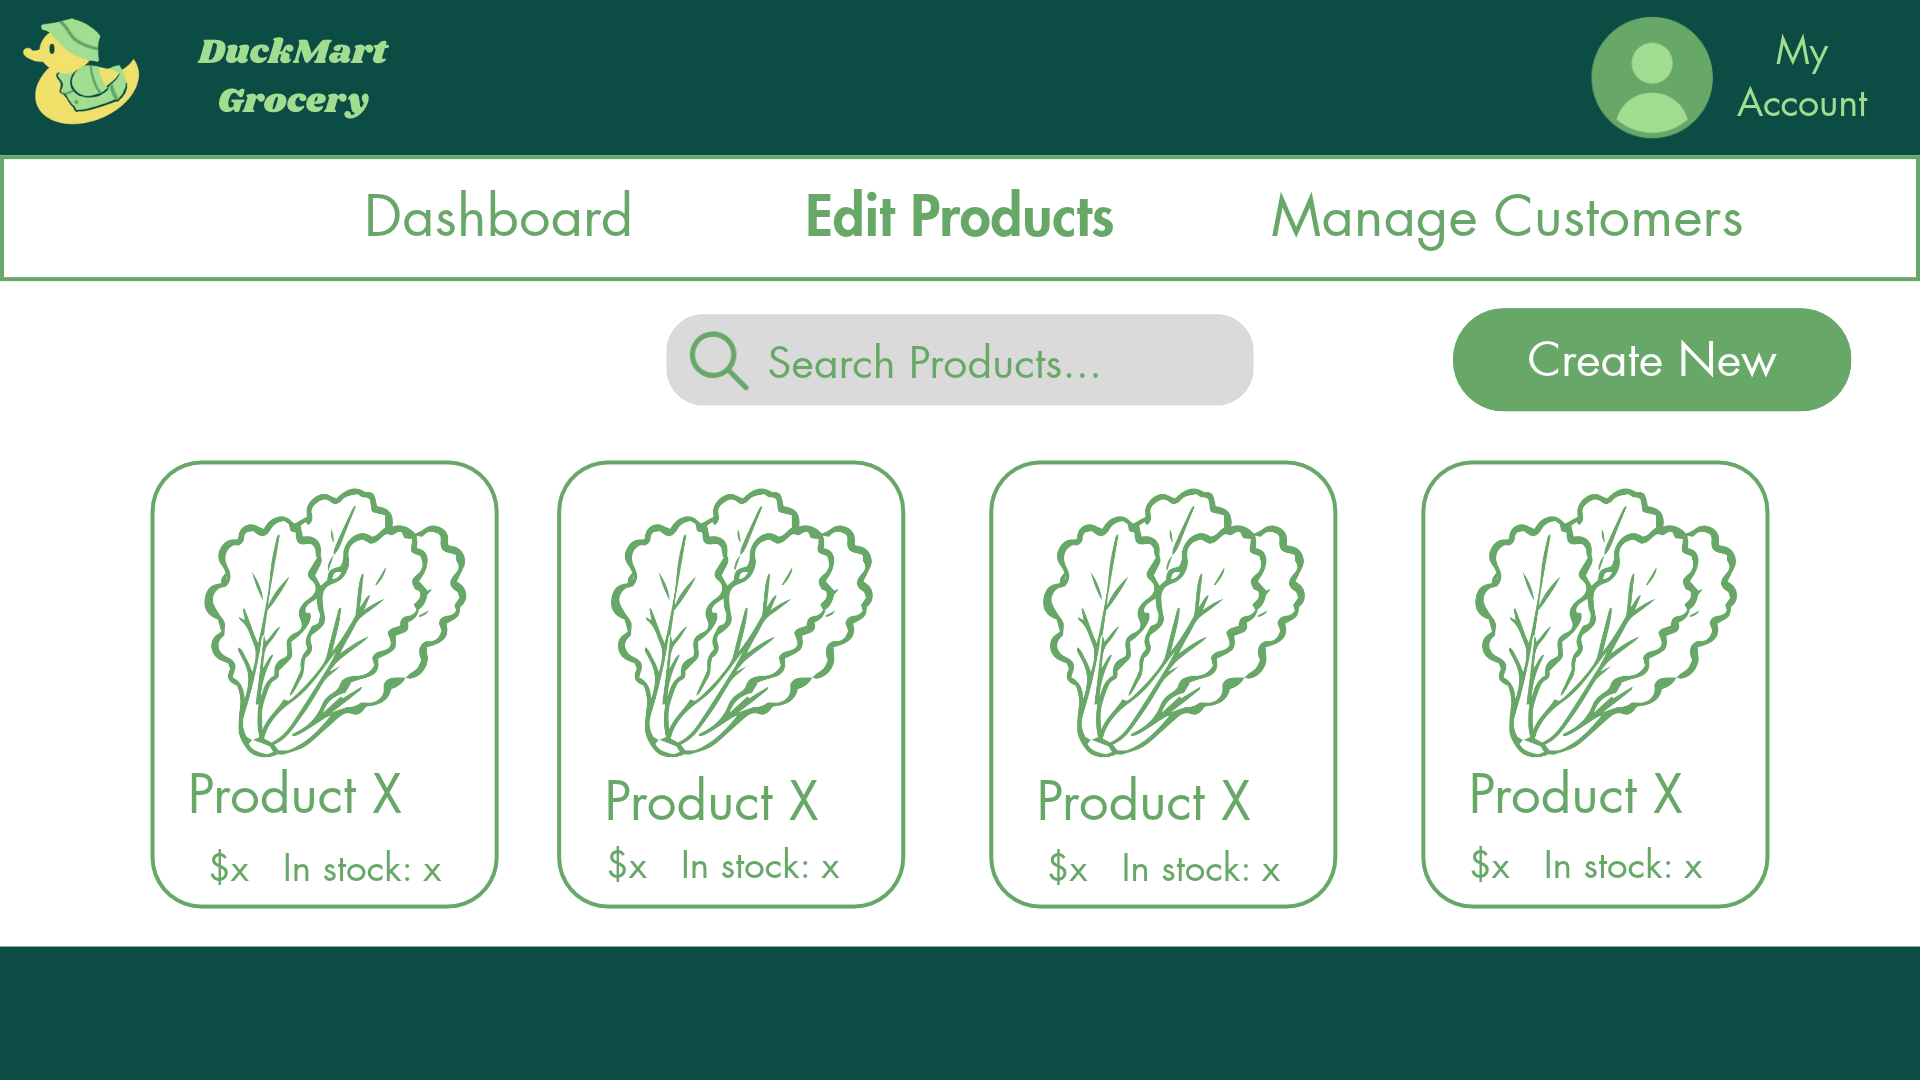 DuckMart
Grocery
My
Account
Dashboard
Edit Products
Manage Customers
Search Products...
Create New
Product X
$x In stock: x
Product X
$x In stock: x
Product X
$x In stock: x
Product X
$x In stock: x